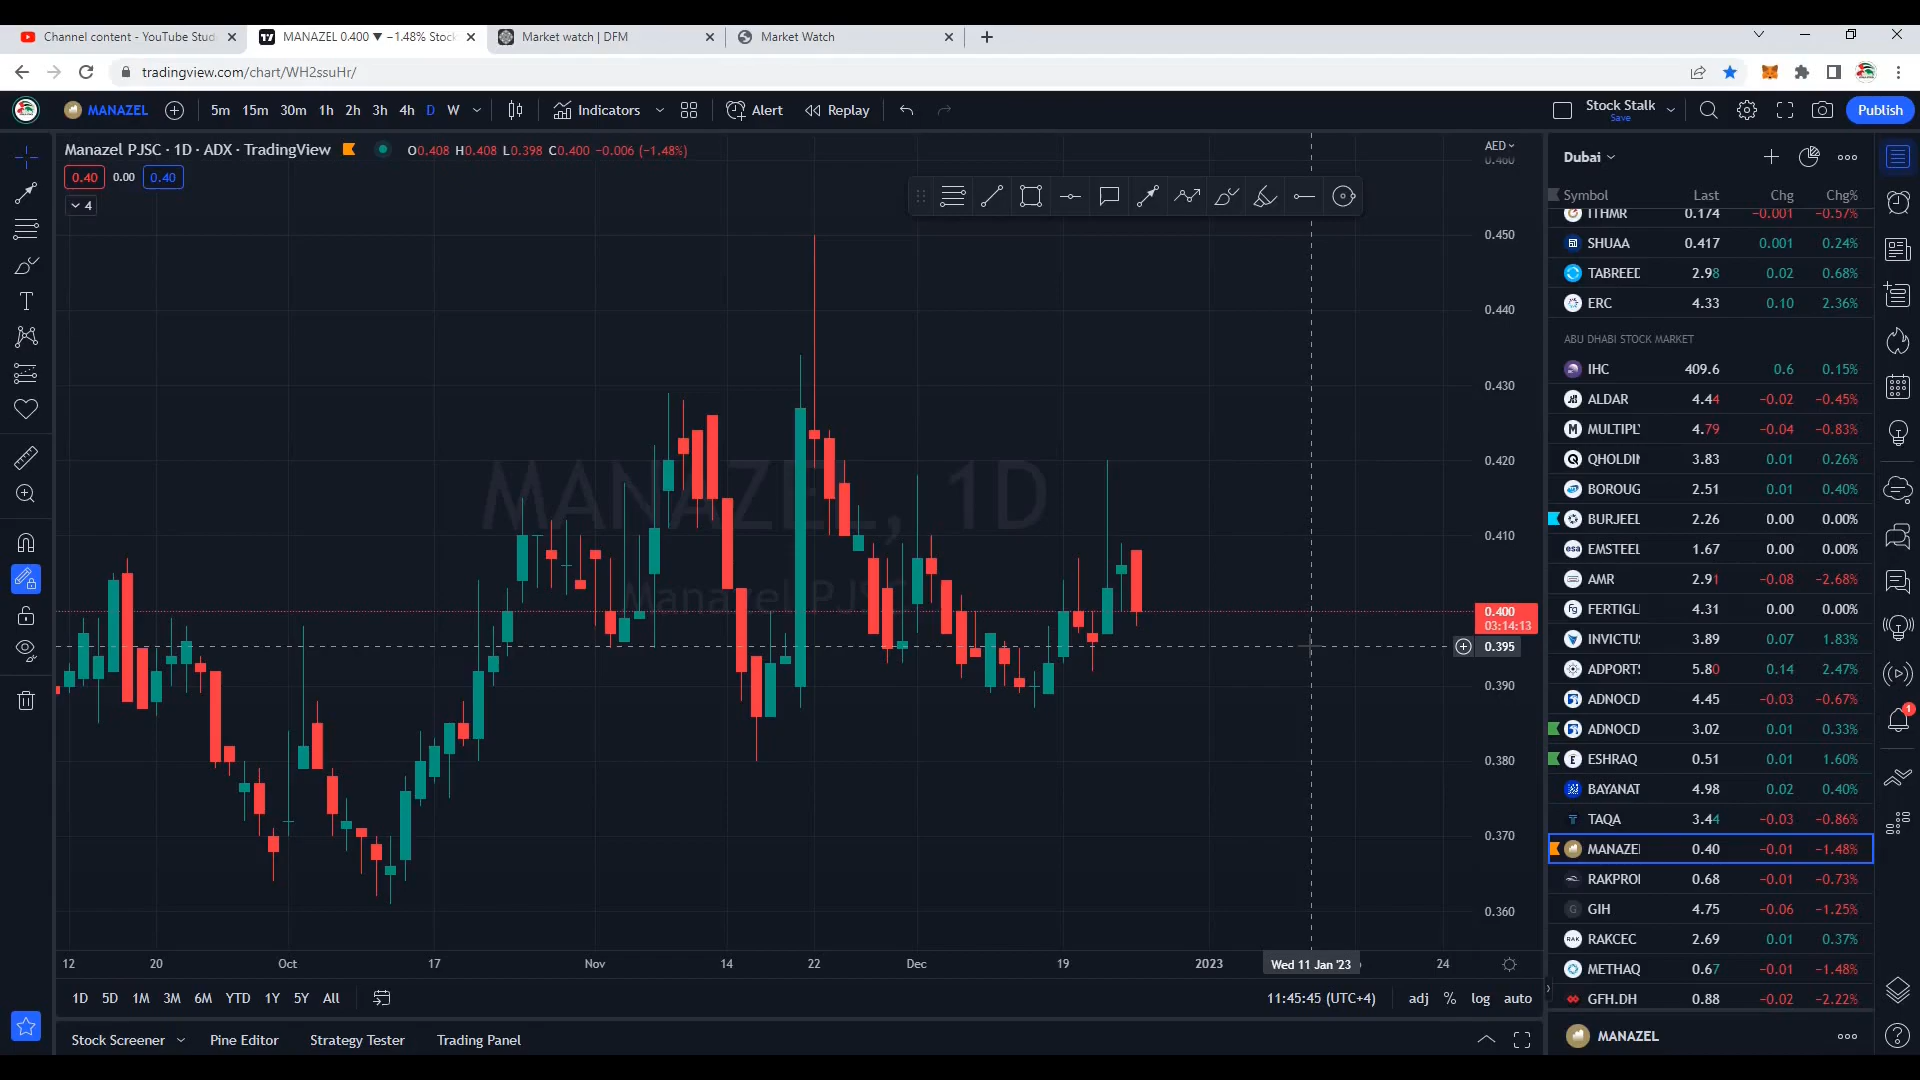 Channel content - YouTube Stud
MANAZEL 0.400 ▼ −1.48% Stock
Market watch | DFM
Market Watch
tradingview.com/chart/WH2ssuHr/
MANAZEL
5m 15m 30m 1h 2h 3h 4h D W
Indicators
Alert
Replay
Stock Stalk
Save
Publish
Manazel PJSC · 1D · ADX · TradingView
O0.408 H0.408 L0.398 C0.400 −0.006 (−1.48%)
0.40 0.00 0.40
4
MANAZEL, 1D
Manazel PJSC
AED
0.460
0.450
0.440
0.430
0.420
0.410
0.400
03:14:13
0.395
0.390
0.380
0.370
0.360
12 20 Oct 17 Nov 14 22 Dec 19 2023 Wed 11 Jan '23 24
1D 5D 1M 3M 6M YTD 1Y 5Y All
11:45:45 (UTC+4)
adj % log auto
Stock Screener
Pine Editor
Strategy Tester
Trading Panel
Dubai
Symbol Last Chg Chg%
ITHMR 0.174 −0.001 −0.57%
SHUAA 0.417 0.001 0.24%
TABREED 2.98 0.02 0.68%
ERC 4.33 0.10 2.36%
ABU DHABI STOCK MARKET
IHC 409.6 0.6 0.15%
ALDAR 4.44 −0.02 −0.45%
MULTIPLY 4.79 −0.04 −0.83%
QHOLDIN 3.83 0.01 0.26%
BOROUG 2.51 0.01 0.40%
BURJEEL 2.26 0.00 0.00%
EMSTEEL 1.67 0.00 0.00%
AMR 2.91 −0.08 −2.68%
FERTIGL 4.31 0.00 0.00%
INVICTUS 3.89 0.07 1.83%
ADPORTS 5.80 0.14 2.47%
ADNOCD 4.45 −0.03 −0.67%
ADNOCD 3.02 0.01 0.33%
ESHRAQ 0.51 0.01 1.60%
BAYANAT 4.98 0.02 0.40%
TAQA 3.44 −0.03 −0.86%
MANAZEL 0.40 −0.01 −1.48%
RAKPRO 0.68 −0.01 −0.73%
GIH 4.75 −0.06 −1.25%
RAKCEC 2.69 0.01 0.37%
METHAQ 0.67 −0.01 −1.48%
GFH.DH 0.88 −0.02 −2.22%
MANAZEL
1